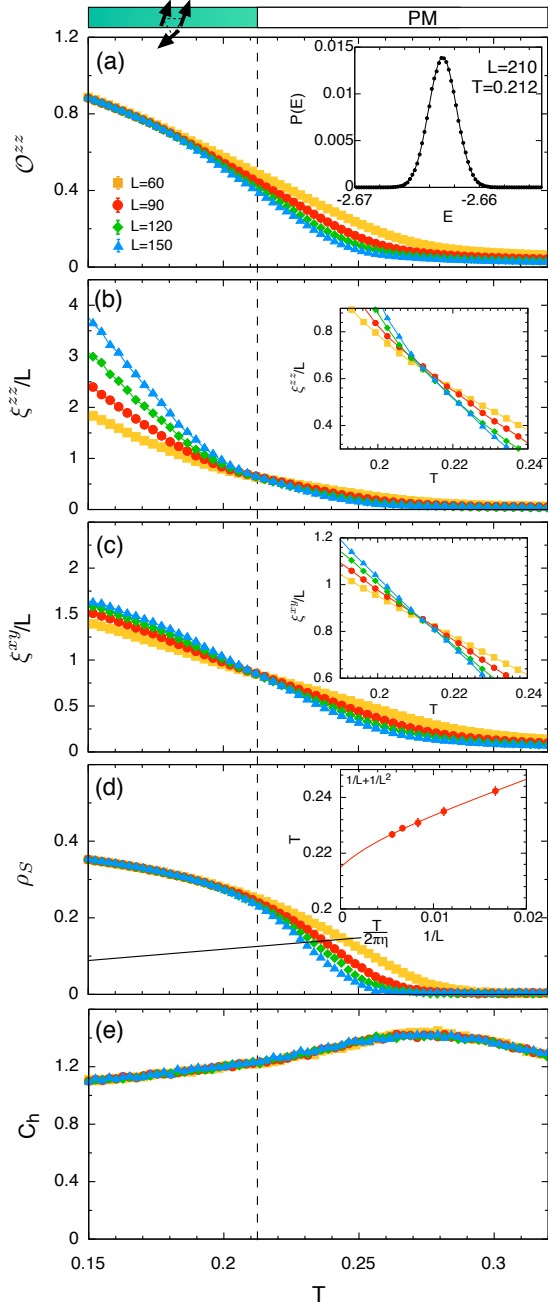 PM
(a)
1.2
0.8
0.4
0
𝒪^{zz}
L=60
L=90
L=120
L=150
0.015
0.01
0.005
0
P(E)
L=210
T=0.212
-2.67
-2.66
E
(b)
4
3
2
1
0
ξ^{zz}/L
0.8
0.6
0.4
ξ^{zz}/L
0.2
0.22
0.24
T
(c)
2
1.5
1
0.5
0
ξ^{xy}/L
1.2
1
0.8
0.6
ξ^{xy}/L
0.2
0.22
0.24
T
(d)
0.4
0.2
0
ρ_S
1/L+1/L²
0.24
0.22
0.2
T
0
0.01
0.02
1/L
T/2πη
(e)
1.2
1.2
0.8
0.4
0
C_h
0.15
0.2
0.25
0.3
T